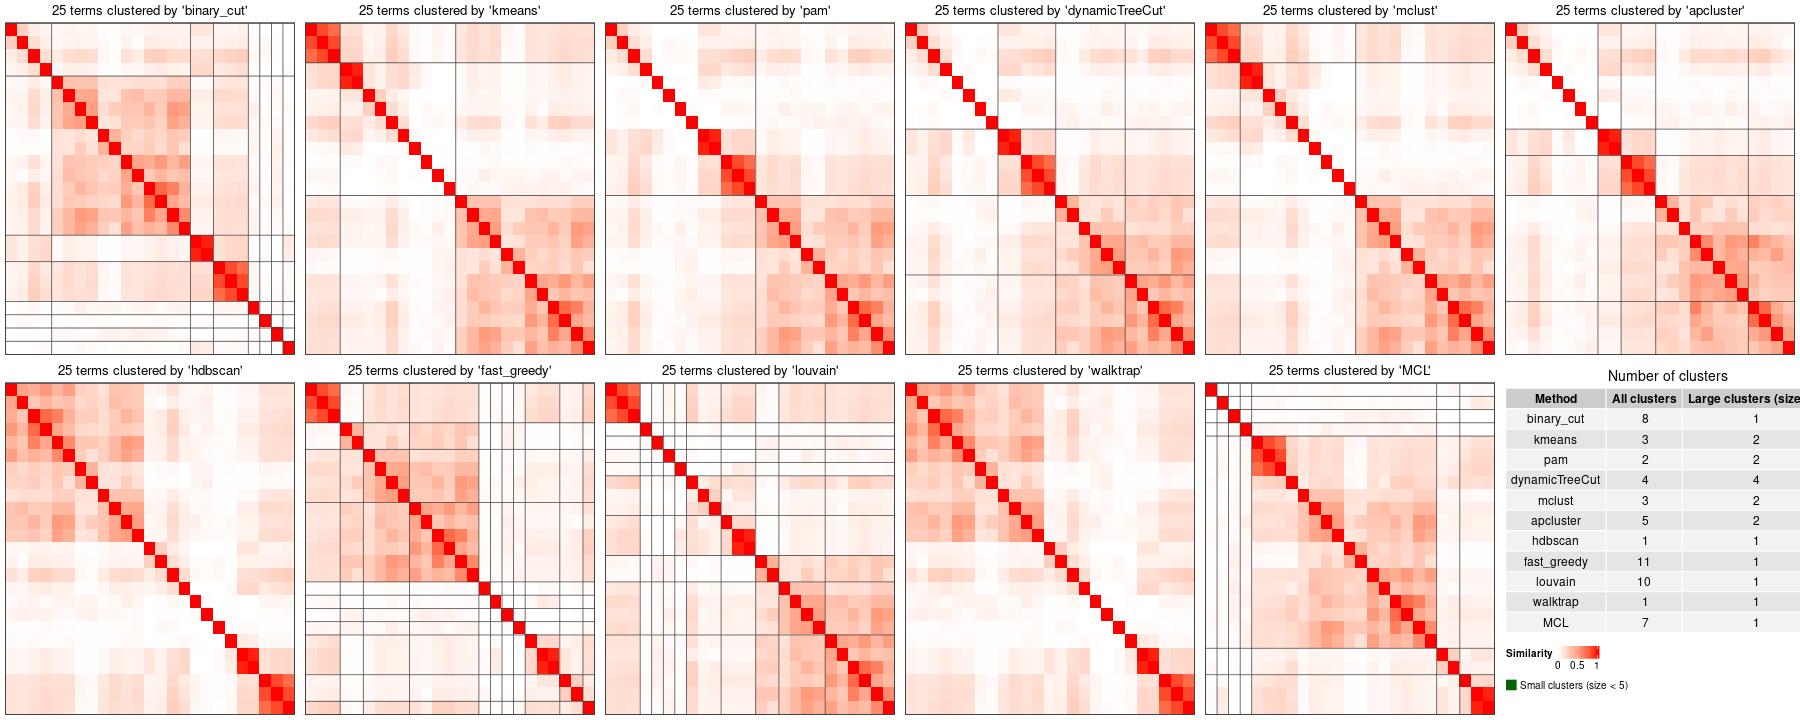 25 terms clustered by 'binary_cut'
25 terms clustered by 'kmeans'
25 terms clustered by 'pam'
25 terms clustered by 'dynamicTreeCut'
25 terms clustered by 'mclust'
25 terms clustered by 'apcluster'
25 terms clustered by 'hdbscan'
25 terms clustered by 'fast_greedy'
25 terms clustered by 'louvain'
25 terms clustered by 'walktrap'
25 terms clustered by 'MCL'
Number of clusters
Method All clusters Large clusters (size
binary_cut 8 1
kmeans 3 2
pam 2 2
dynamicTreeCut 4 4
mclust 3 2
apcluster 5 2
hdbscan 1 1
fast_greedy 11 1
louvain 10 1
walktrap 1 1
MCL 7 1
Similarity
0 0.5 1
Small clusters (size < 5)